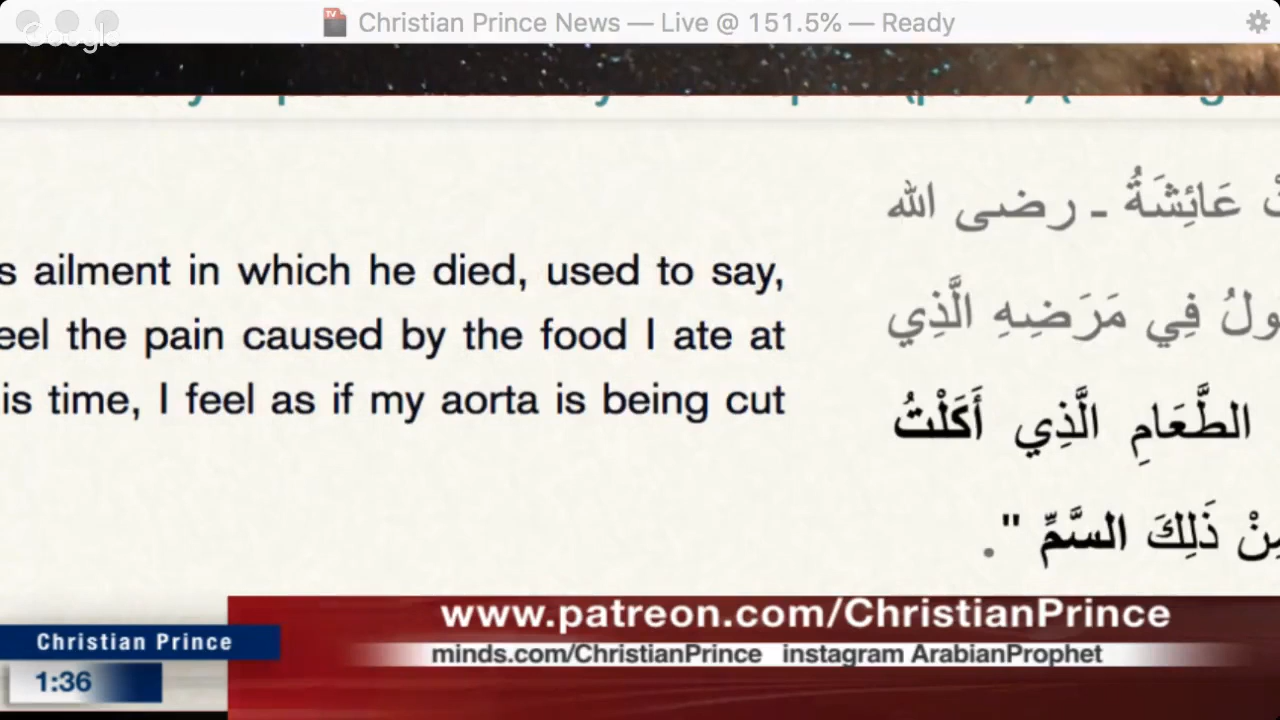 Christian Prince News — Live @ 151.5% — Ready
Google
عَائِشَةُ ـ رضى الله
s ailment in which he died, used to say,
فِي مَرَضِهِ الَّذِي
eel the pain caused by the food I ate at
الطَّعَامِ الَّذِي أَكَلْتُ
is time, I feel as if my aorta is being cut
ذَلِكَ السَّمِّ ".
www.patreon.com/ChristianPrince
Christian Prince
minds.com/ChristianPrince instagram ArabianProphet
1:36